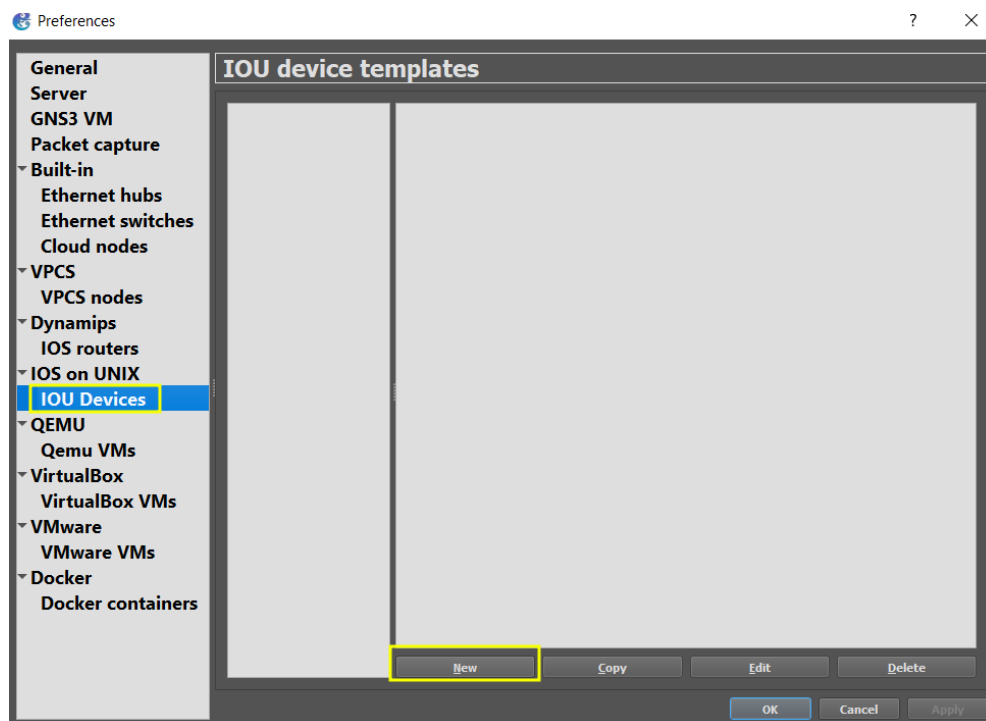 Preferences
?
General
Server
GNS3 VM
Packet capture
Built-in
Ethernet hubs
Ethernet switches
Cloud nodes
VPCS
VPCS nodes
Dynamips
IOS routers
IOS on UNIX
IOU Devices
QEMU
Qemu VMs
VirtualBox
VirtualBox VMs
VMware
VMware VMs
Docker
Docker containers
IOU device templates
New Copy Edit Delete
OK Cancel Apply